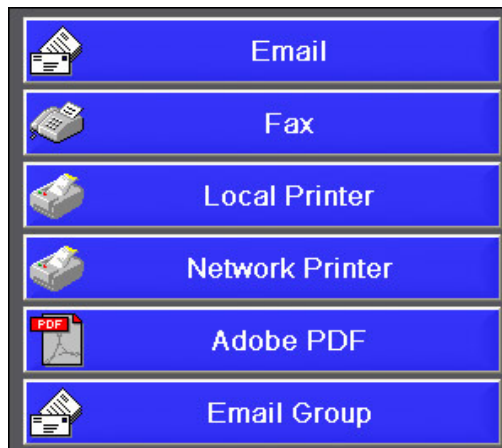 Email
Fax
Local Printer
Network Printer
PDF
Adobe PDF
Email Group